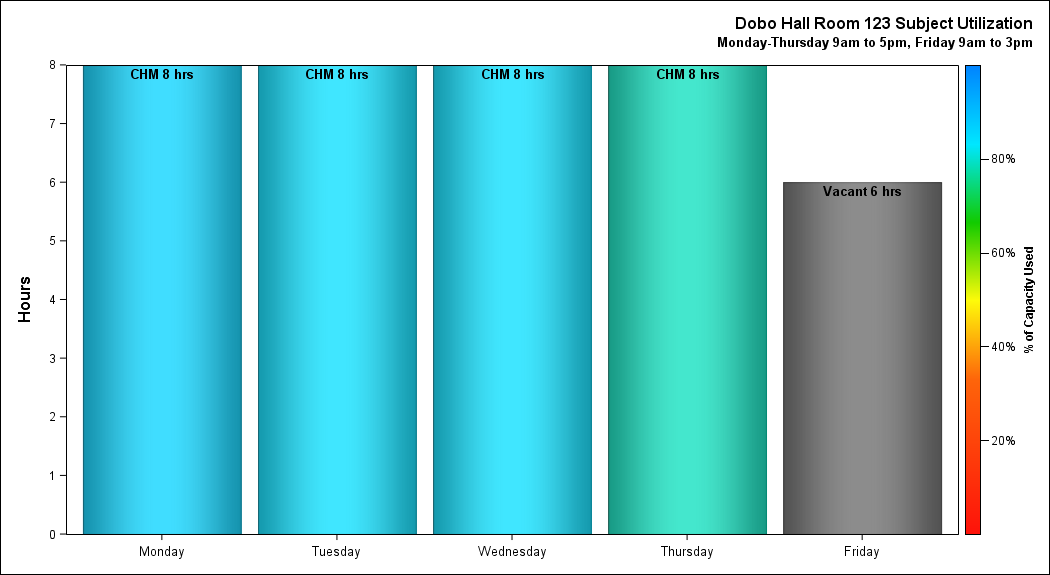 Dobo Hall Room 123 Subject Utilization
Monday-Thursday 9am to 5pm, Friday 9am to 3pm
8
7
6
5
4
3
2
1
0
Hours
CHM 8 hrs
CHM 8 hrs
CHM 8 hrs
CHM 8 hrs
Vacant 6 hrs
Monday
Tuesday
Wednesday
Thursday
Friday
80%
60%
40%
20%
% of Capacity Used